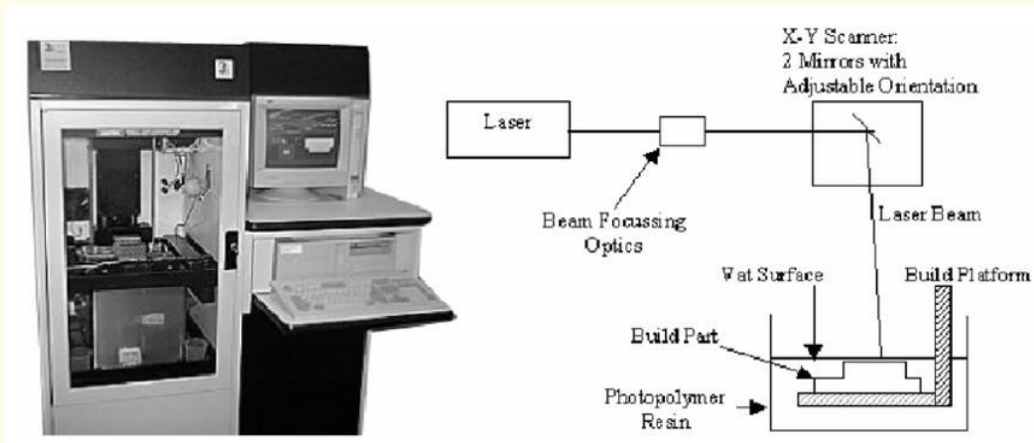 X-Y Scanner:
2 Mirrors with
Adjustable Orientation
Laser
Beam Focussing
Optics
Laser Beam
Vat Surface
Build Platform
Build Part
Photopolymer
Resin